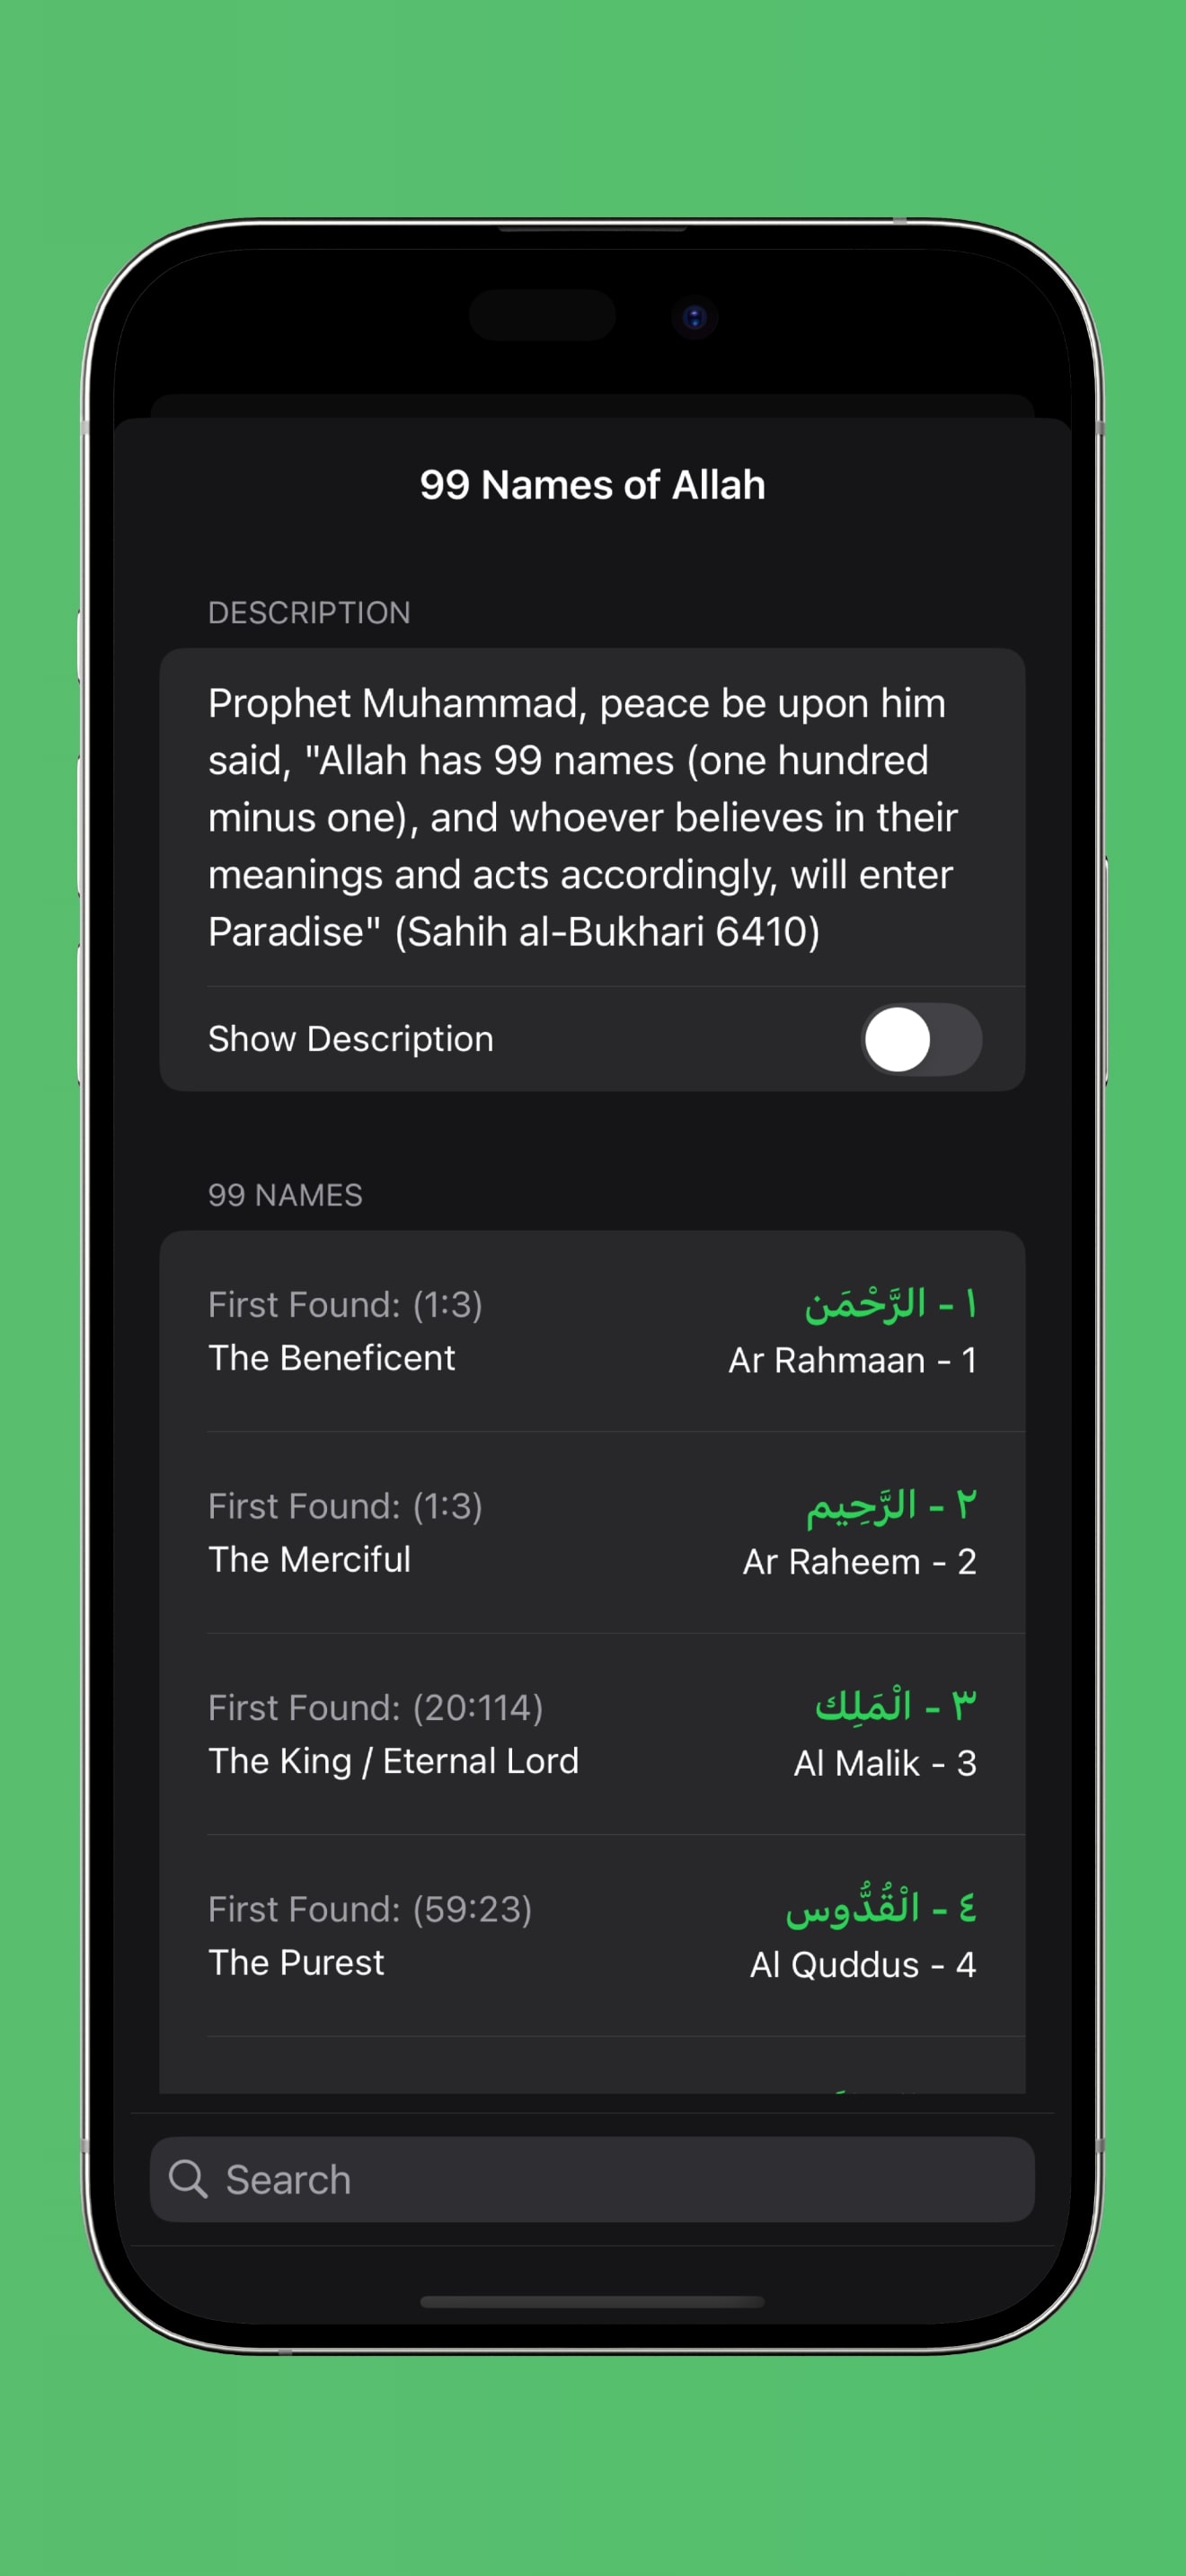 99 Names of Allah
DESCRIPTION
Prophet Muhammad, peace be upon him
said, "Allah has 99 names (one hundred
minus one), and whoever believes in their
meanings and acts accordingly, will enter
Paradise" (Sahih al-Bukhari 6410)
Show Description
99 NAMES
First Found: (1:3)
١ - الرَّحْمَن
The Beneficent
Ar Rahmaan - 1
First Found: (1:3)
٢ - الرَّحِيم
The Merciful
Ar Raheem - 2
First Found: (20:114)
٣ - الْمَلِك
The King / Eternal Lord
Al Malik - 3
First Found: (59:23)
٤ - الْقُدُّوس
The Purest
Al Quddus - 4
Search